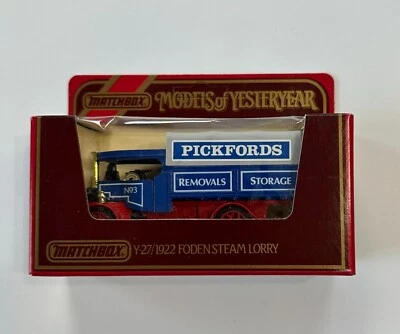 MATCHBOX MODELS of YESTERYEAR
PICKFORDS
REMOVALS STORAGE
No3
MATCHBOX Y-27/1922 FODEN STEAM LORRY